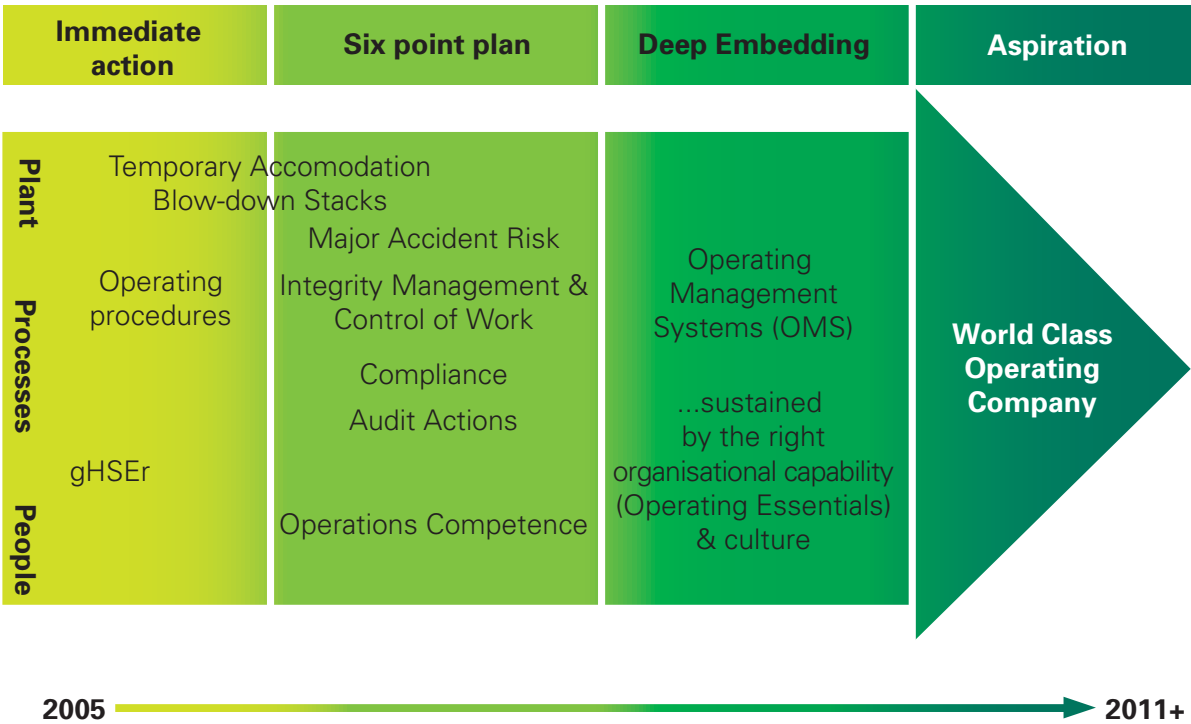 Immediate
action
Six point plan
Deep Embedding
Aspiration
Plant
Processes
People
Temporary Accomodation
Blow-down Stacks
Operating
procedures
gHSEr
Major Accident Risk
Integrity Management &
Control of Work
Compliance
Audit Actions
Operations Competence
Operating
Management
Systems (OMS)
...sustained
by the right
organisational capability
(Operating Essentials)
& culture
World Class
Operating
Company
2005
2011+